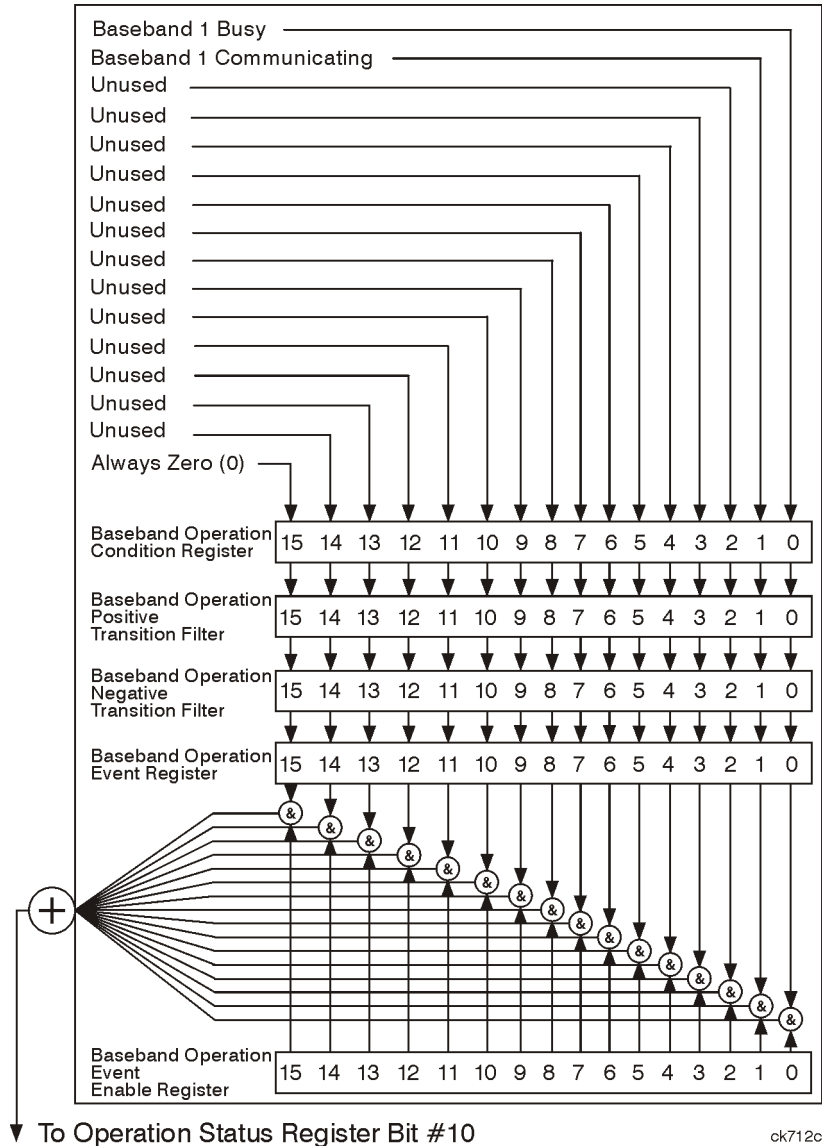 Baseband 1 Busy
Baseband 1 Communicating
Unused
Unused
Unused
Unused
Unused
Unused
Unused
Unused
Unused
Unused
Unused
Unused
Unused
Always Zero (0)
Baseband Operation
Condition Register
15 14 13 12 11 10 9 8 7 6 5 4 3 2 1 0
Baseband Operation
Positive
Transition Filter
15 14 13 12 11 10 9 8 7 6 5 4 3 2 1 0
Baseband Operation
Negative
Transition Filter
15 14 13 12 11 10 9 8 7 6 5 4 3 2 1 0
Baseband Operation
Event Register
15 14 13 12 11 10 9 8 7 6 5 4 3 2 1 0
& & & & & & & & & & & & & & & &
+
Baseband Operation
Event
Enable Register
15 14 13 12 11 10 9 8 7 6 5 4 3 2 1 0
To Operation Status Register Bit #10
ck712c